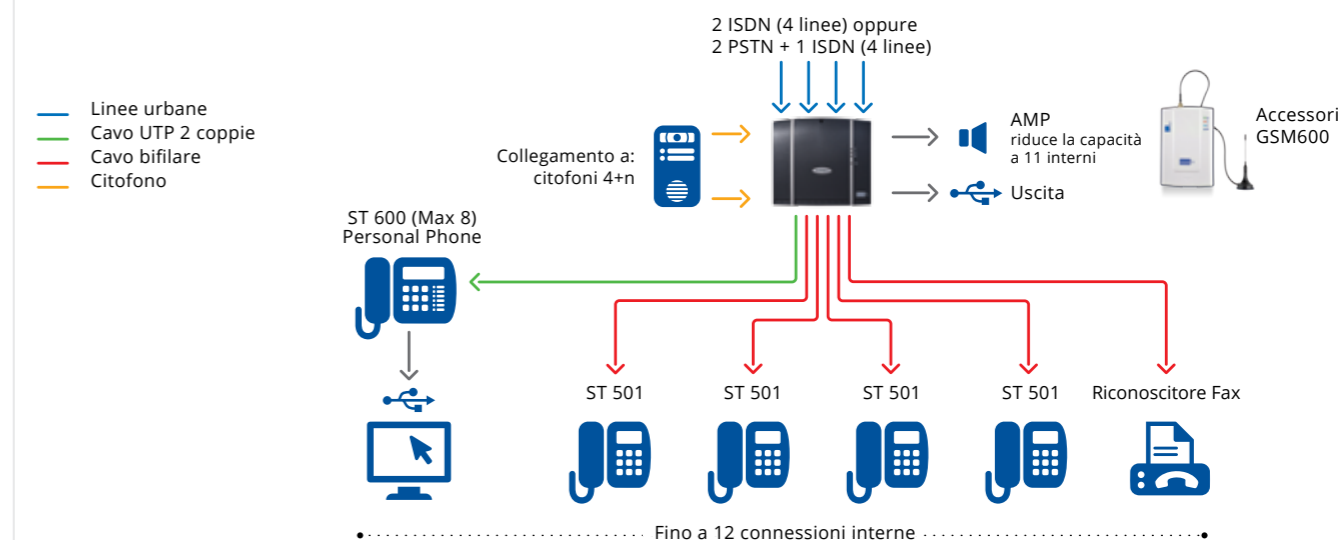 2 ISDN (4 linee) oppure
2 PSTN + 1 ISDN (4 linee)
Linee urbane
Cavo UTP 2 coppie
Cavo bifilare
Citofono
Collegamento a:
citofoni 4+n
AMP
riduce la capacità
a 11 interni
Uscita
Accessori
GSM600
ST 600 (Max 8)
Personal Phone
ST 501
ST 501
ST 501
ST 501
Riconoscitore Fax
Fino a 12 connessioni interne